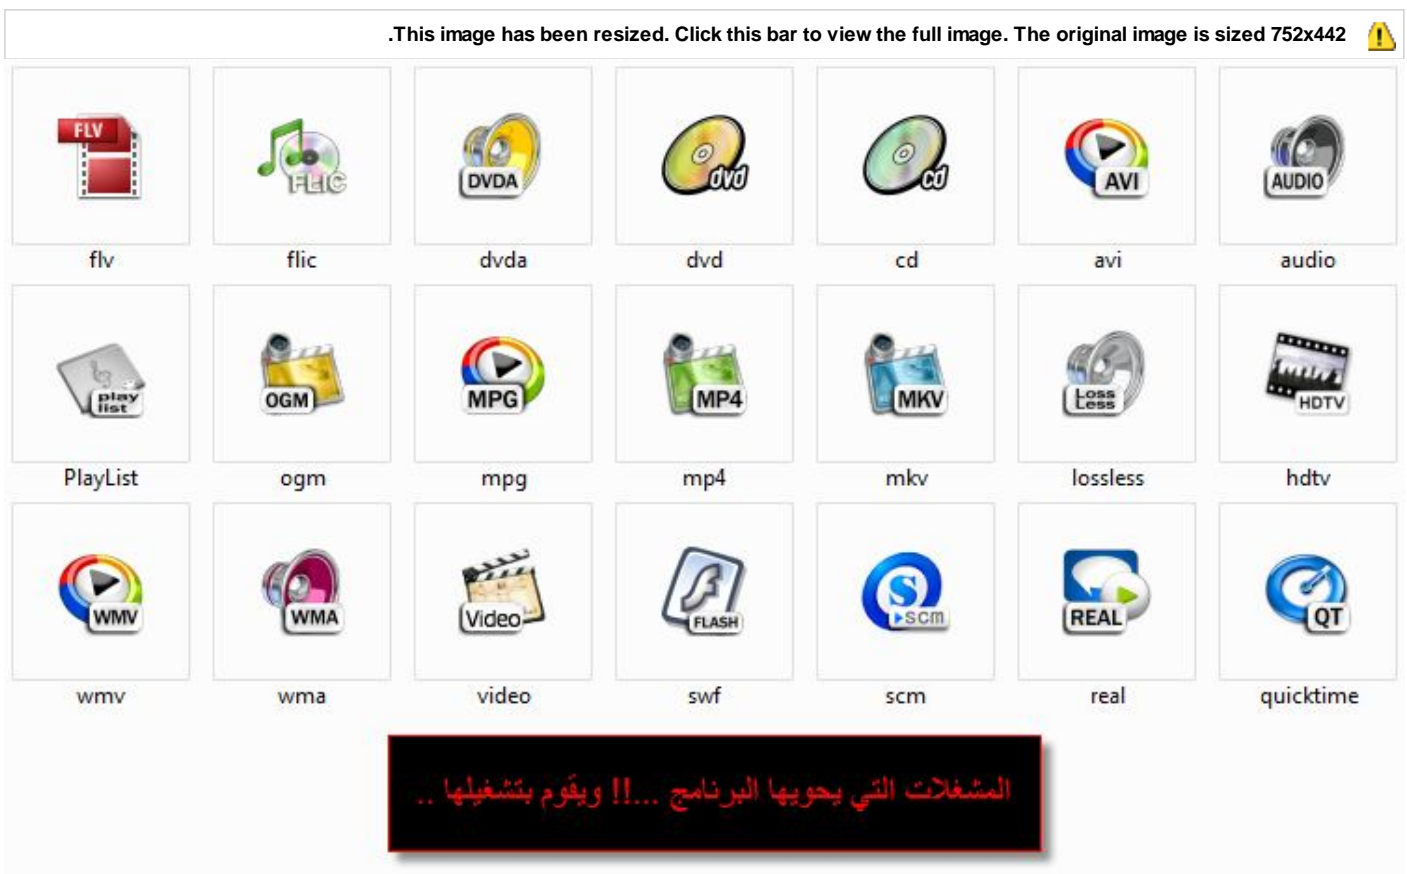 .This image has been resized. Click this bar to view the full image. The original image is sized 752x442
FLV
FLIC
DVDA
dvd
cd
AVI
AUDIO
flv
flic
dvda
dvd
cd
avi
audio
play list
OGM
MPG
MP4
MKV
Loss Less
HDTV
PlayList
ogm
mpg
mp4
mkv
lossless
hdtv
WMV
WMA
Video
FLASH
S scm
REAL
QT
wmv
wma
video
swf
scm
real
quicktime
المشغلات التي يحويها البرنامج ...!! ويقوم بتشغيلها ..